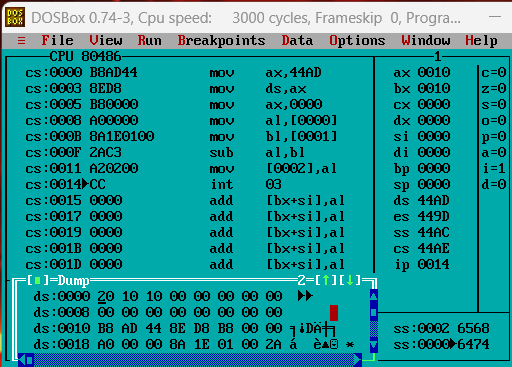 DOSBox 0.74-3, Cpu speed: 3000 cycles, Frameskip 0, Progra...
≡ File View Run Breakpoints Data Options Window Help
CPU 80486 1
cs:0000 B8AD44 mov ax,44AD ax 0010 c=0
cs:0003 8ED8 mov ds,ax bx 0010 z=0
cs:0005 B80000 mov ax,0000 cx 0000 s=0
cs:0008 A00000 mov al,[0000] dx 0000 o=0
cs:000B 8A1E0100 mov bl,[0001] si 0000 p=0
cs:000F 2AC3 sub al,bl di 0000 a=0
cs:0011 A20200 mov [0002],al bp 0000 i=1
cs:0014►CC int 03 sp 0000 d=0
cs:0015 0000 add [bx+si],al ds 44AD
cs:0017 0000 add [bx+si],al es 449D
cs:0019 0000 add [bx+si],al ss 44AC
cs:001B 0000 add [bx+si],al cs 44AE
cs:001D 0000 add [bx+si],al ip 0014
[■]=Dump 2=[↑][↓]
ds:0000 20 10 10 00 00 00 00 00 ►►
ds:0008 00 00 00 00 00 00 00 00
ds:0010 B8 AD 44 8E D8 B8 00 00 ╕¡DÄ╪╕ ss:0002 6568
ds:0018 A0 00 00 8A 1E 01 00 2A á è▲☺ * ss:0000►6474